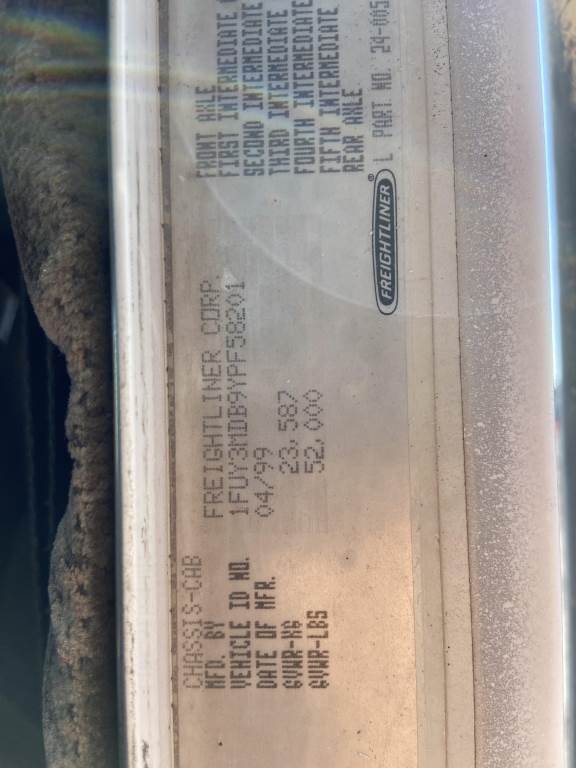 CHASSIS-CAB
MFD. BY FREIGHTLINER CORP.
VEHICLE ID NO. 1FUY3MDB9YPF58201
DATE OF MFR. 04/99
GVWR-KG 23,587
GVWR-LBS 52,000
FRONT AXLE
FIRST INTERMEDIATE
SECOND INTERMEDIATE
THIRD INTERMEDIATE
FOURTH INTERMEDIATE
FIFTH INTERMEDIATE
REAR AXLE
FREIGHTLINER®
L PART NO. 24-005